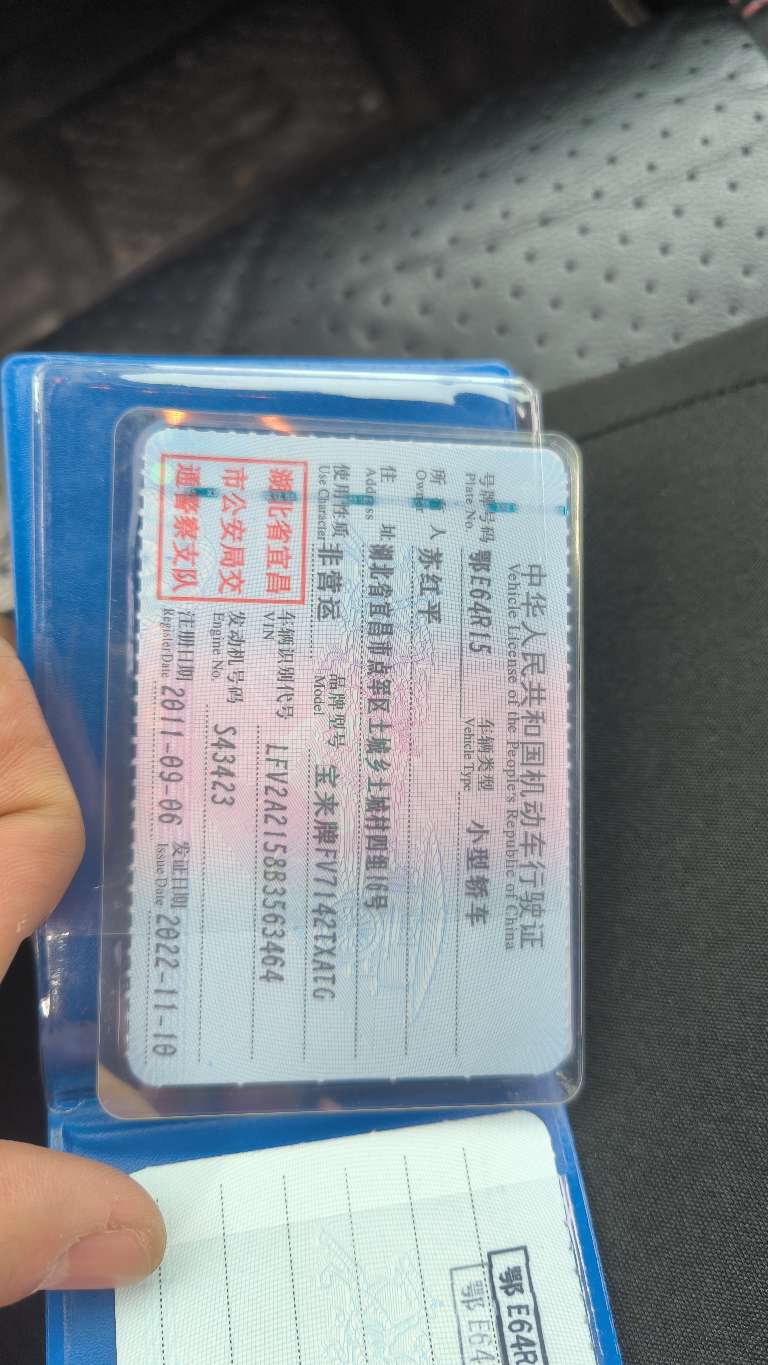 中华人民共和国机动车行驶证
Vehicle License of the People's Republic of China
号牌号码 鄂E64R15 车辆类型 小型轿车
Plate No. Vehicle Type
所有人 苏红平
Owner
住址 湖北省宜昌市点军区土城乡土城村四组16号
Address
使用性质 非营运 品牌型号 宝来牌FV7142TXATG
Use Character Model
湖北省宜昌
市公安局交
通警察支队
车辆识别代号 LFV2A2158B3563464
VIN
发动机号码 S43423
Engine No.
注册日期 2011-09-06 发证日期 2022-11-10
Register Date Issue Date
鄂E64R
鄂E64